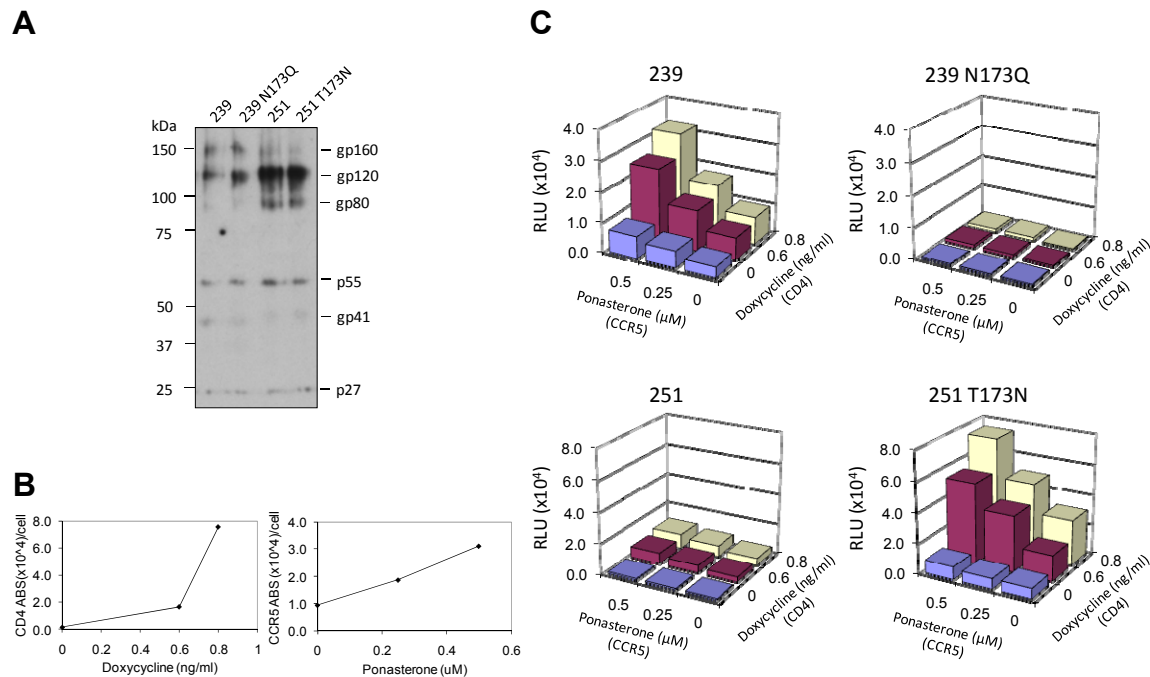 A
239
239 N173Q
251
251 T173N
kDa
150
100
75
50
37
25
gp160
gp120
gp80
p55
gp41
p27
B
CD4 ABS(x10^4)/cell
8.0
6.0
4.0
2.0
0.0
0
0.2
0.4
0.6
0.8
1
Doxycycline (ng/ml)
CCR5 ABS(x10^4)/cell
4.0
3.0
2.0
1.0
0.0
0
0.2
0.4
0.6
Ponasterone (uM)
C
239
RLU (x10⁴)
4.0
3.0
2.0
1.0
0.0
0.5
0.25
0
Ponasterone (µM)
(CCR5)
0.8
0.6
0
Doxycycline (ng/ml)
(CD4)
239 N173Q
RLU (x10⁴)
4.0
3.0
2.0
1.0
0.0
0.5
0.25
0
Ponasterone (µM)
(CCR5)
0.8
0.6
0
Doxycycline (ng/ml)
(CD4)
251
RLU (x10⁴)
8.0
6.0
4.0
2.0
0.0
0.5
0.25
0
Ponasterone (µM)
(CCR5)
0.8
0.6
0
Doxycycline (ng/ml)
(CD4)
251 T173N
RLU (x10⁴)
8.0
6.0
4.0
2.0
0.0
0.5
0.25
0
Ponasterone (µM)
(CCR5)
0.8
0.6
0
Doxycycline (ng/ml)
(CD4)